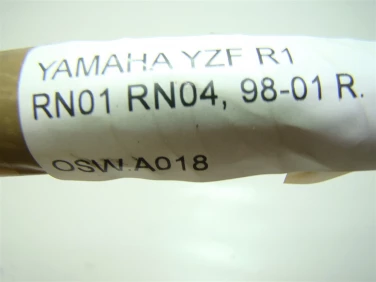 YAMAHA YZF R1
RN01 RN04, 98-01 R.
OSW.A018